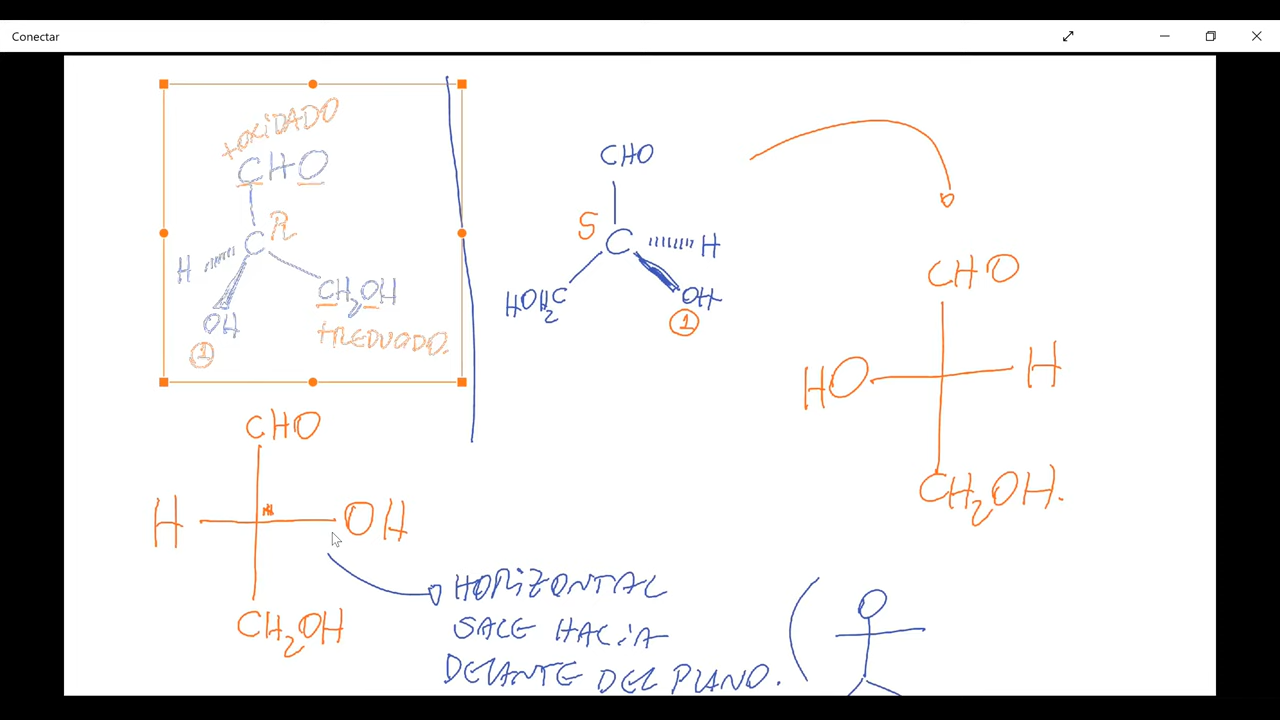 Conectar
+OXIDADO
CHO
R
C
H
CH2OH
OH
1
+REDUCIDO.
CHO
S
C
H
HOH2C
OH
1
CHO
HO
H
CH2OH.
CHO
H
OH
CH2OH
HORIZONTAL
SALE HACIA
DELANTE DEL PLANO.